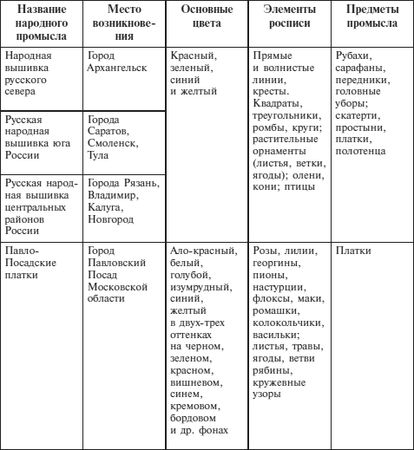 Название
народного
промысла
Место
возникнове-
ния
Основные
цвета
Элементы
росписи
Предметы
промысла
Народная
вышивка
русского
севера
Город
Архангельск
Красный,
зеленый,
синий
и желтый
Прямые
и волнистые
линии,
кресты.
Квадраты,
треугольники,
ромбы, круги;
растительные
орнаменты
(листья, ветки,
ягоды); олени,
кони; птицы
Рубахи,
сарафаны,
передники,
головные
уборы;
скатерти,
простыни,
платки,
полотенца
Русская
народная
вышивка юга
России
Города
Саратов,
Смоленск,
Тула
Русская народ-
ная вышивка
центральных
районов
России
Города Рязань,
Владимир,
Калуга,
Новгород
Павло-
Посадские
платки
Город
Павловский
Посад
Московской
области
Ало-красный,
белый,
голубой,
изумрудный,
синий,
желтый
в двух-трех
оттенках
на черном,
зеленом,
красном,
вишневом,
синем,
кремовом,
бордовом
и др. фонах
Розы, лилии,
георгины,
пионы,
настурции,
флоксы, маки,
ромашки,
колокольчики,
васильки;
листья, травы,
ягоды, ветви
рябины,
кружевные
узоры
Платки